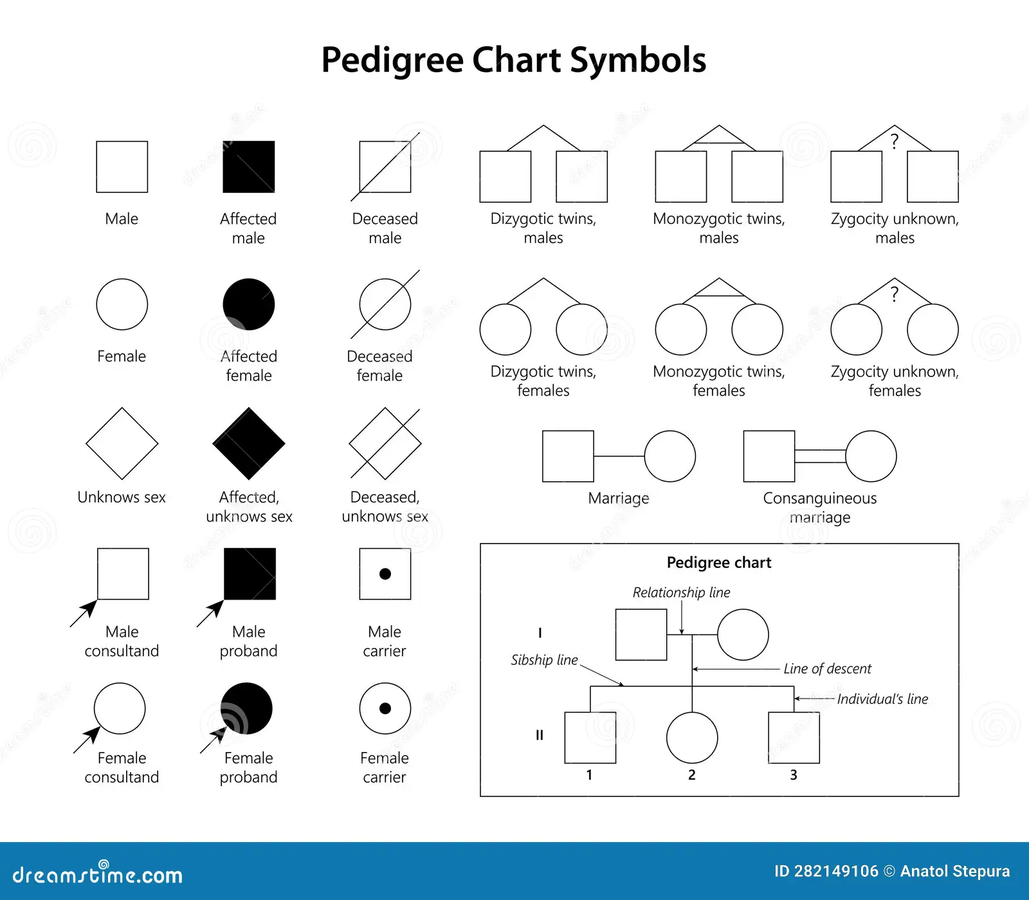 Pedigree Chart Symbols
Male
Affected
male
Deceased
male
Dizygotic twins,
males
Monozygotic twins,
males
?
Zygocity unknown,
males
Female
Affected
female
Deceased
female
Dizygotic twins,
females
Monozygotic twins,
females
?
Zygocity unknown,
females
Unknows sex
Affected,
unknows sex
Deceased,
unknows sex
Marriage
Consanguineous
marriage
Male
consultand
Male
proband
Male
carrier
Female
consultand
Female
proband
Female
carrier
Pedigree chart
Relationship line
I
Sibship line
Line of descent
Individual's line
II
1
2
3
dreamstime.com
ID 282149106 © Anatol Stepura